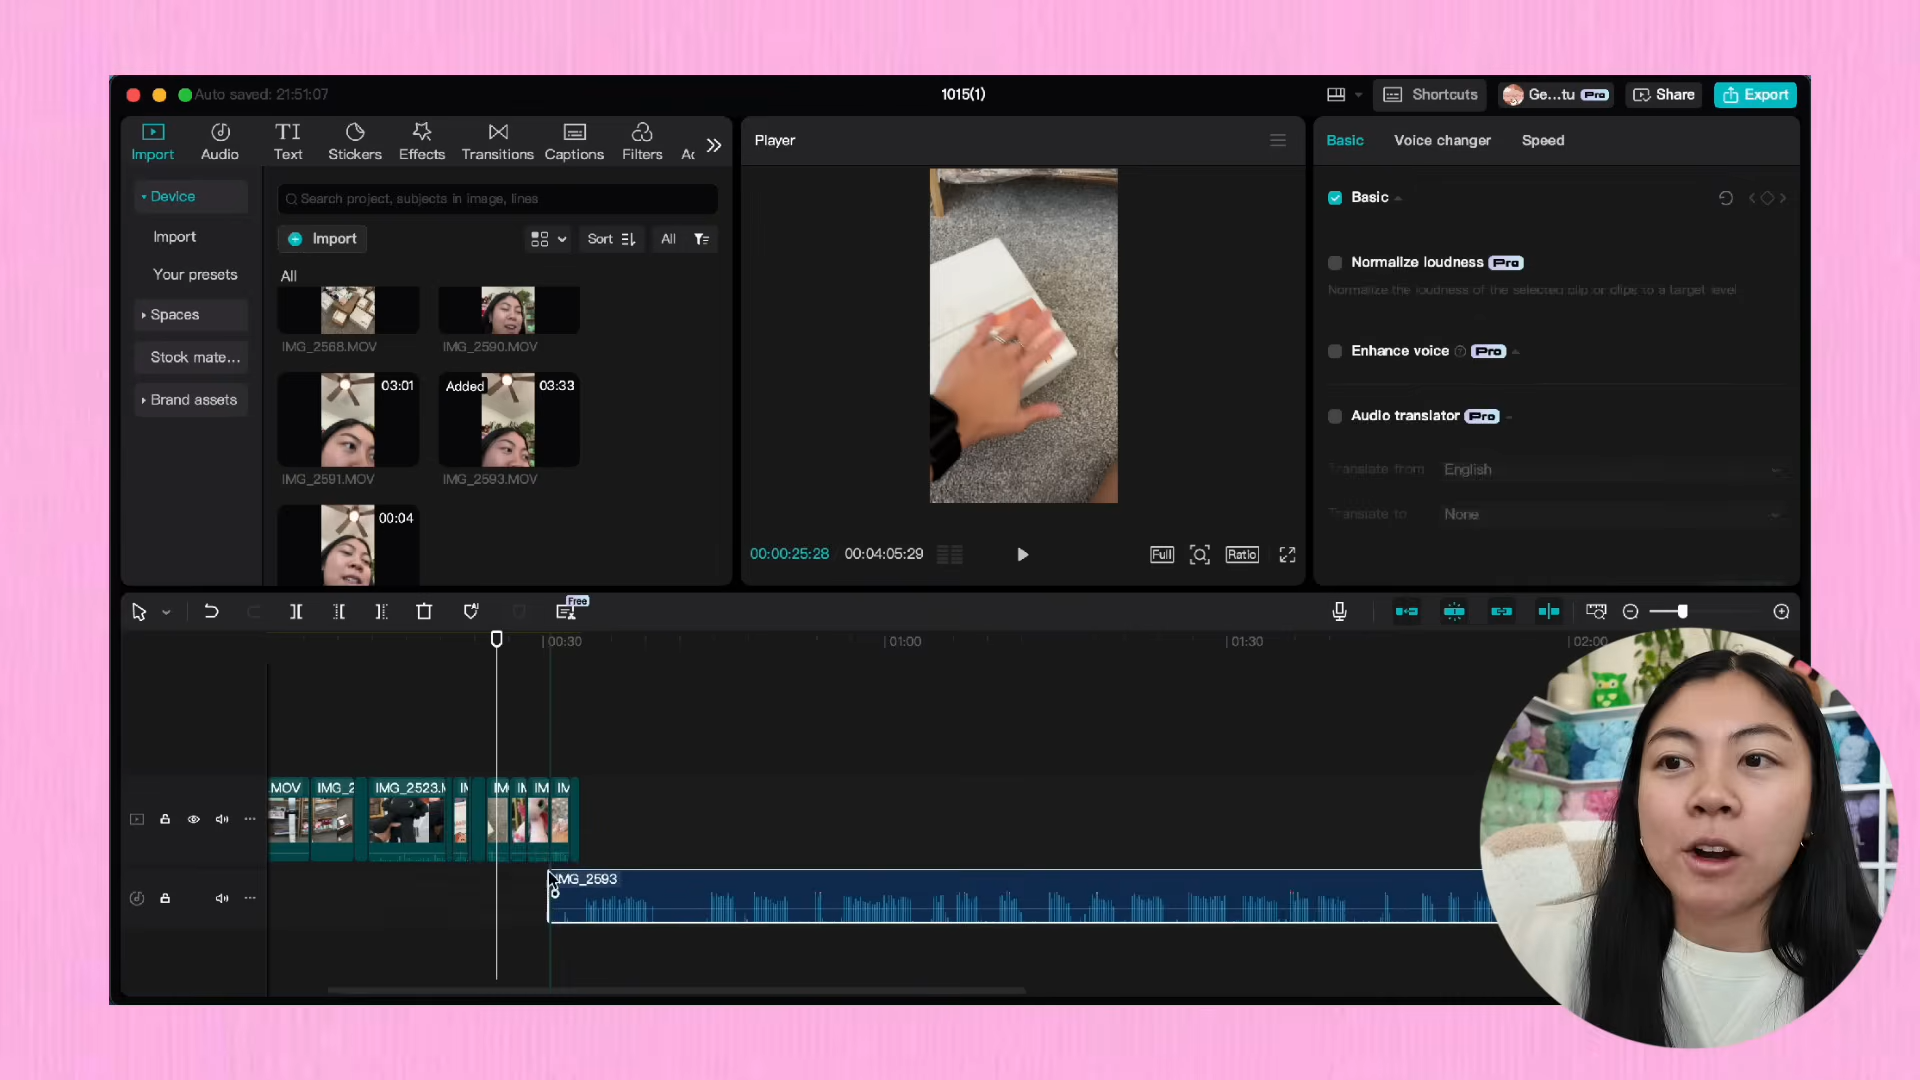 Auto saved: 21:51:07
1015(1)
Shortcuts
Ge...tu Pro
Share
Export
Import
Audio
TI
Text
Stickers
Effects
Transitions
Captions
Filters
Player
Basic
Voice changer
Speed
Device
Import
Your presets
Spaces
Stock mate...
Brand assets
Search project, subjects in image, lines
Import
Sort
All
All
IMG_2568.MOV
IMG_2590.MOV
03:01
Added
03:33
IMG_2591.MOV
IMG_2593.MOV
00:04
00:00:25:28
00:04:05:29
Full
Ratio
Basic
Normalize loudness Pro
Normalize the loudness of the selected clip or clips to a target level
Enhance voice Pro
Audio translator Pro
Translate from
English
Translate to
None
Free
00:30
01:00
01:30
02:00
.MOV
IMG_2
IMG_2523.M
IM
IM
IM
IMG_2593